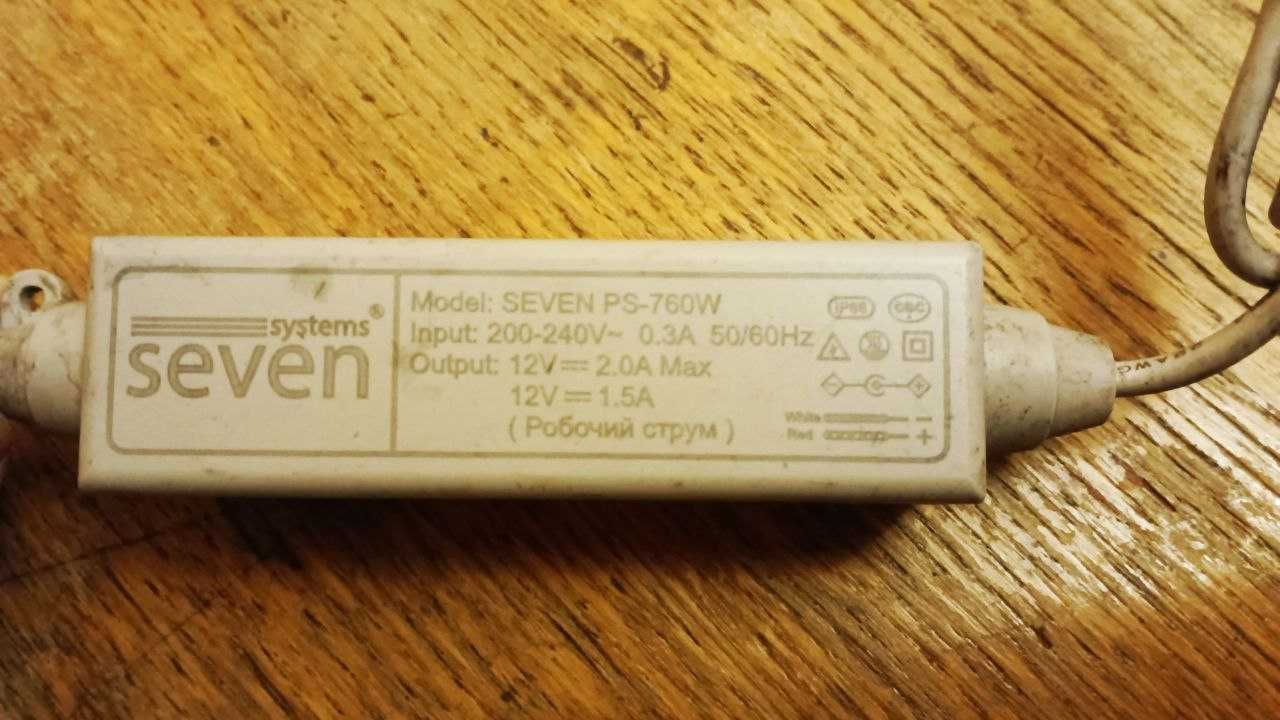 systems®
seven
Model: SEVEN PS-760W
Input: 200-240V~ 0.3A 50/60Hz
Output: 12V⎓2.0A Max
12V⎓1.5A
( Робочий струм )
White −
Red +